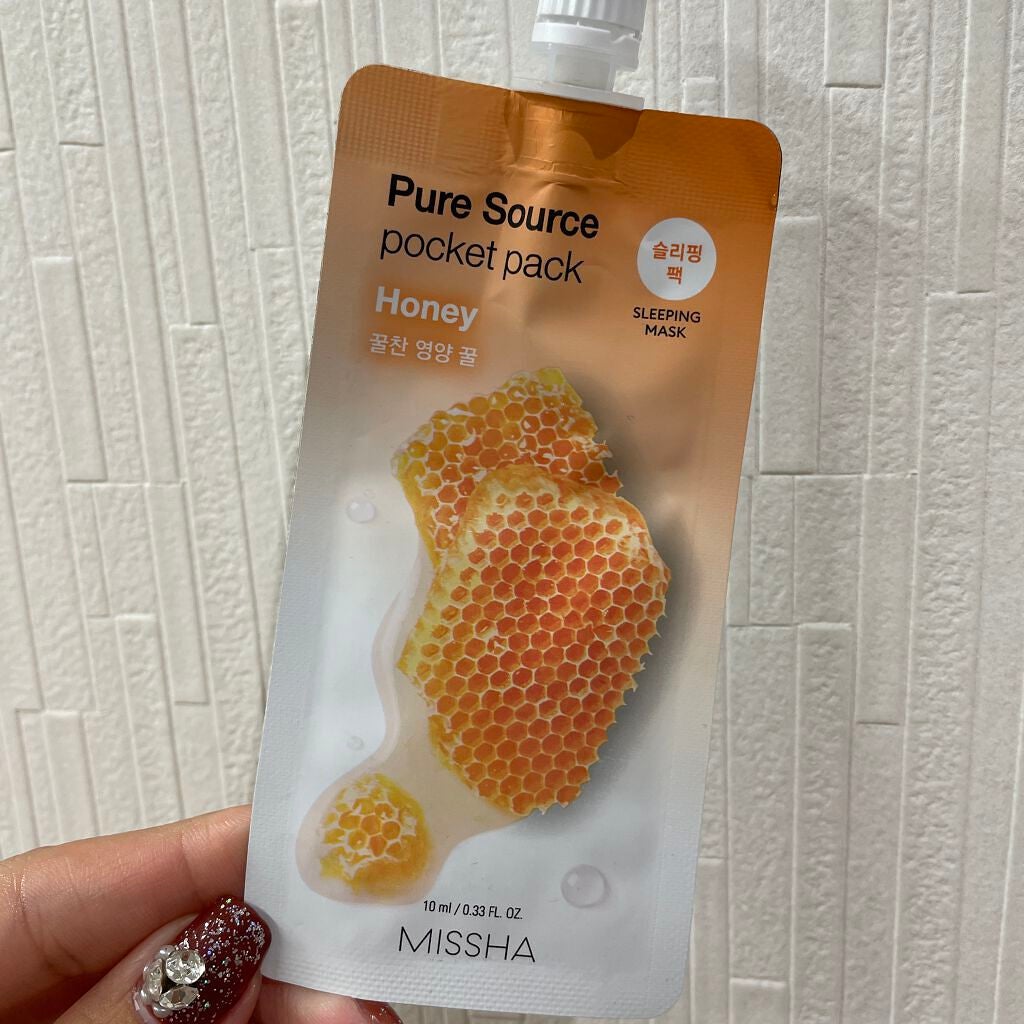 Pure Source
pocket pack
Honey
꿀찬 영양 꿀
슬리핑
팩
SLEEPING
MASK
10 ml / 0.33 FL. OZ.
MISSHA